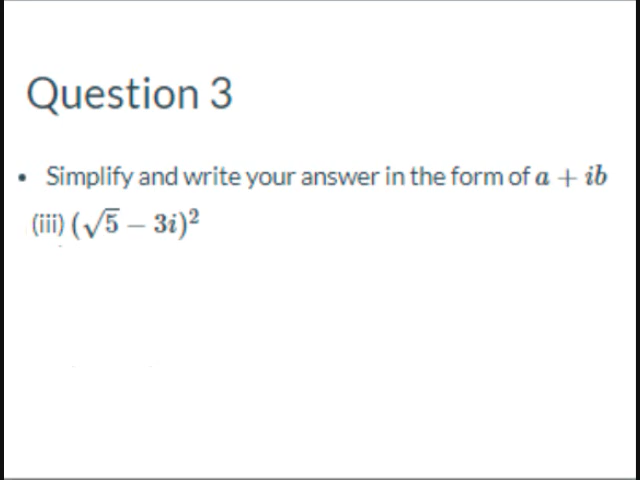 Question 3
• Simplify and write your answer in the form of a + ib
(iii) (√5 − 3i)²